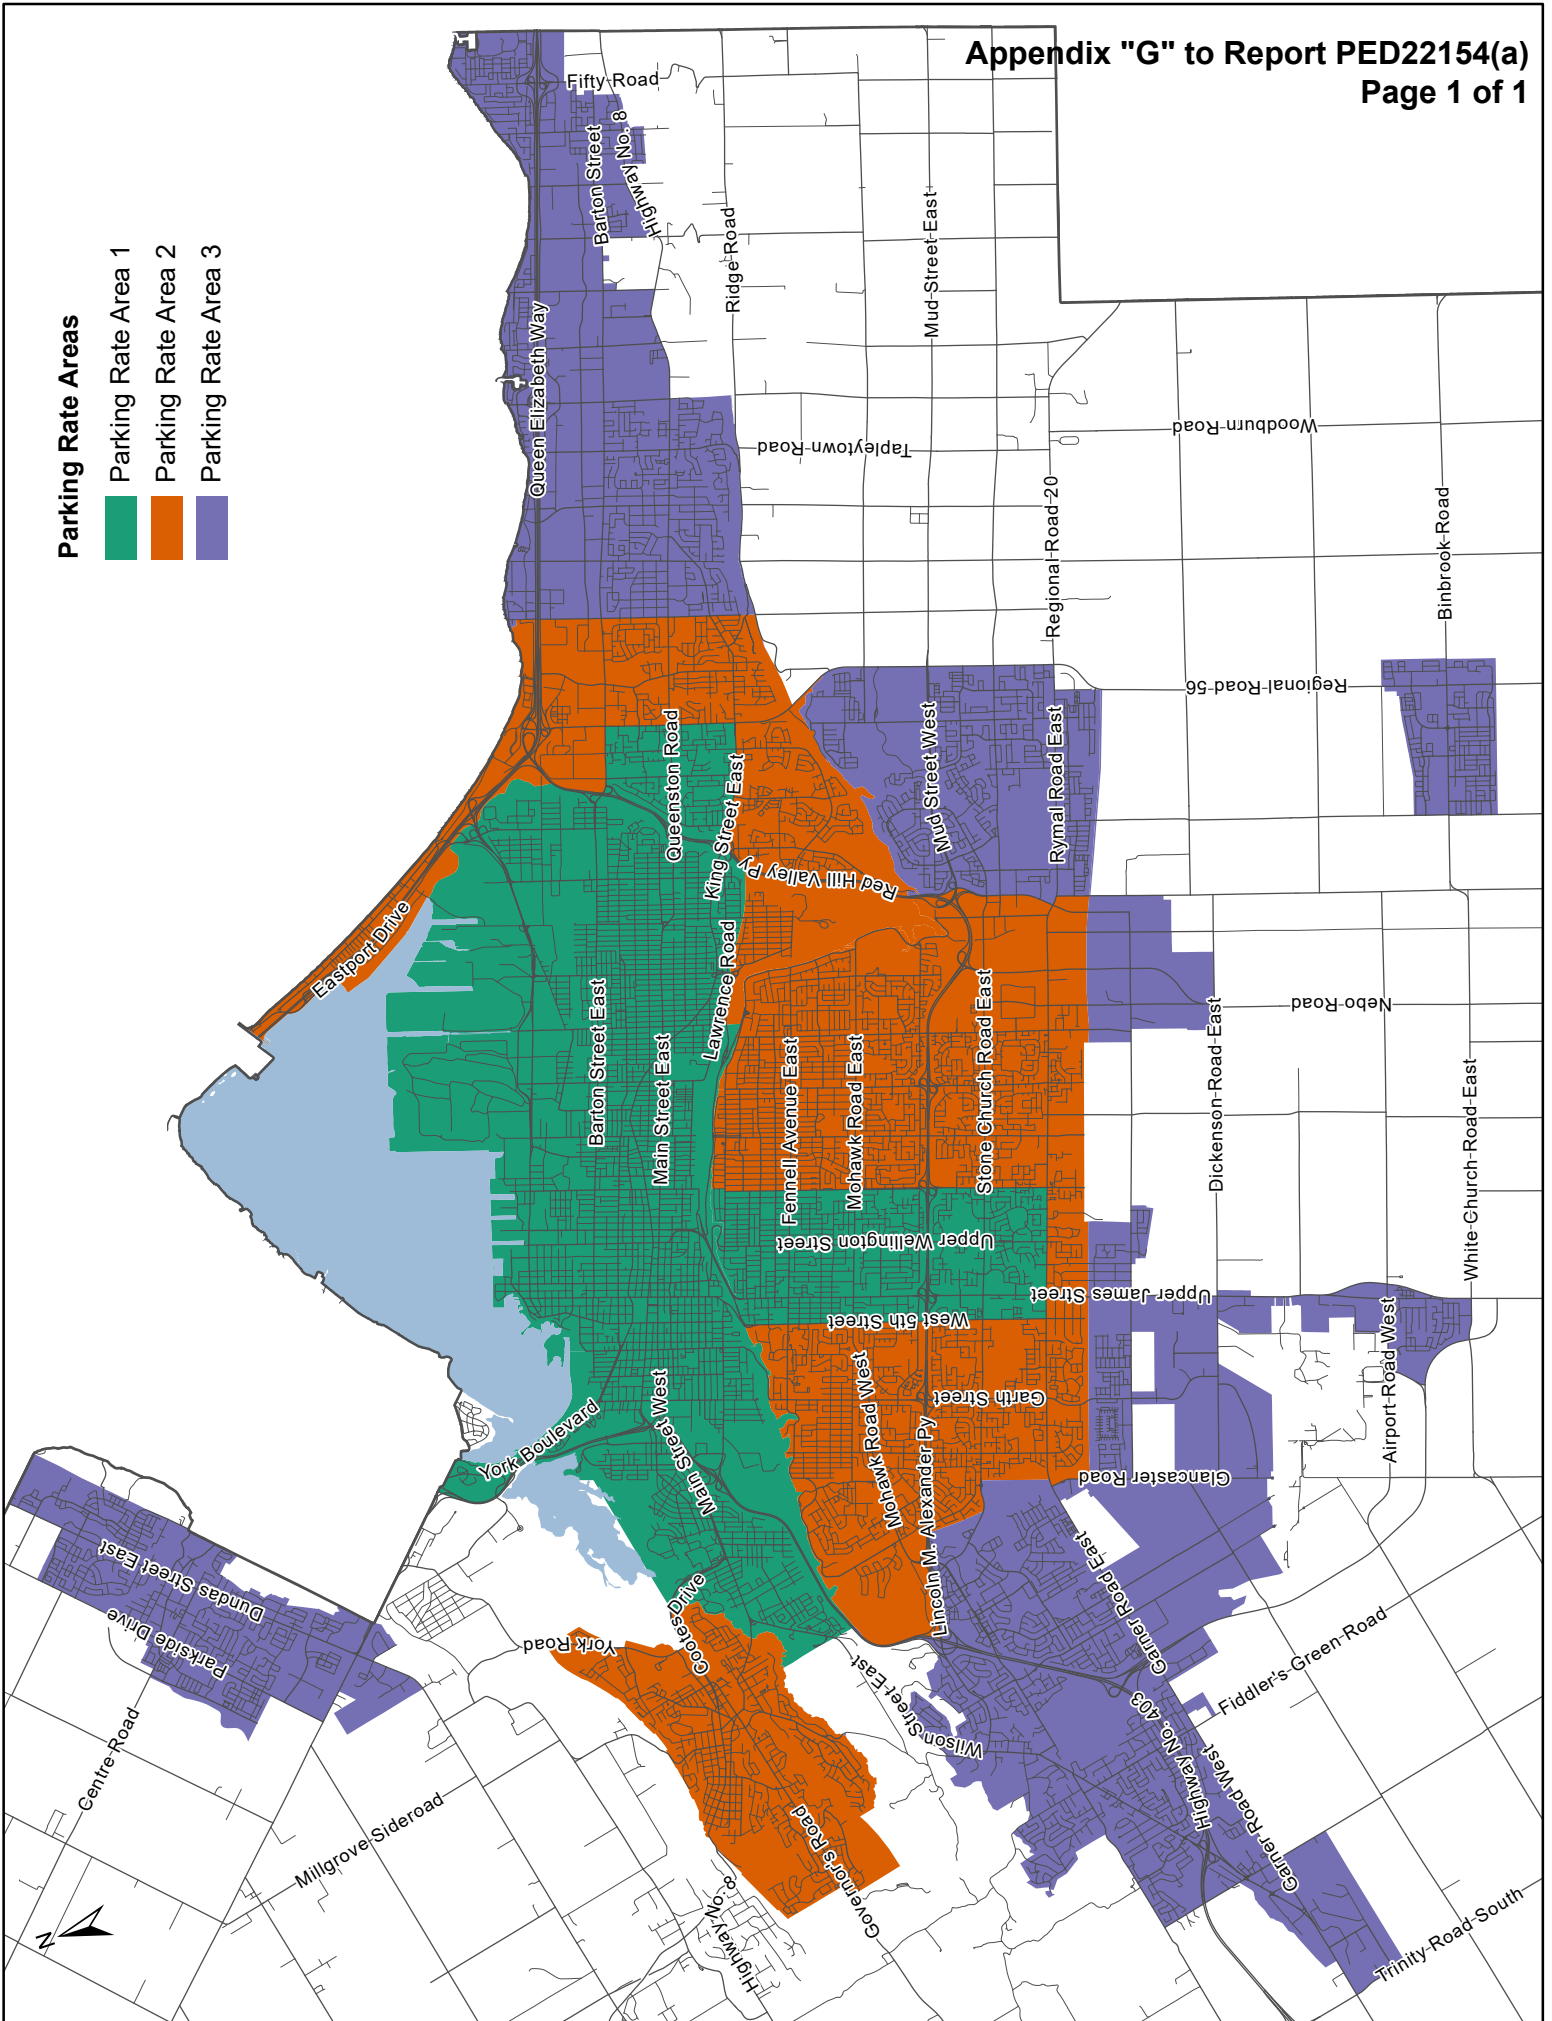 Appendix "G" to Report PED22154(a)
Page 1 of 1
Parking Rate Areas
Parking Rate Area 1
Parking Rate Area 2
Parking Rate Area 3
Fifty Road
Barton Street
Highway No. 8
Ridge Road
Mud Street East
Queen Elizabeth Way
Tapleytown Road
Woodburn Road
Regional Road 20
Binbrook Road
Regional Road 56
Queenston Road
King Street East
Mud Street West
Rymal Road East
Red Hill Valley Py
Eastport Drive
Lawrence Road
Barton Street East
Main Street East
Fennell Avenue East
Mohawk Road East
Stone Church Road East
Nebo Road
Dickenson Road East
White Church Road East
Upper Wellington Street
Upper James Street
West 5th Street
Airport Road West
Garth Street
Mohawk Road West
Lincoln M. Alexander Py
Glancaster Road
Main Street West
York Boulevard
Garner Road East
Dundas Street East
Parkside Drive
Cootes Drive
York Road
Wilson Street East
Fiddler's Green Road
Highway No. 403
Garner Road West
Centre Road
Millgrove Sideroad
Governor's Road
Highway No. 8
Trinity Road South
N